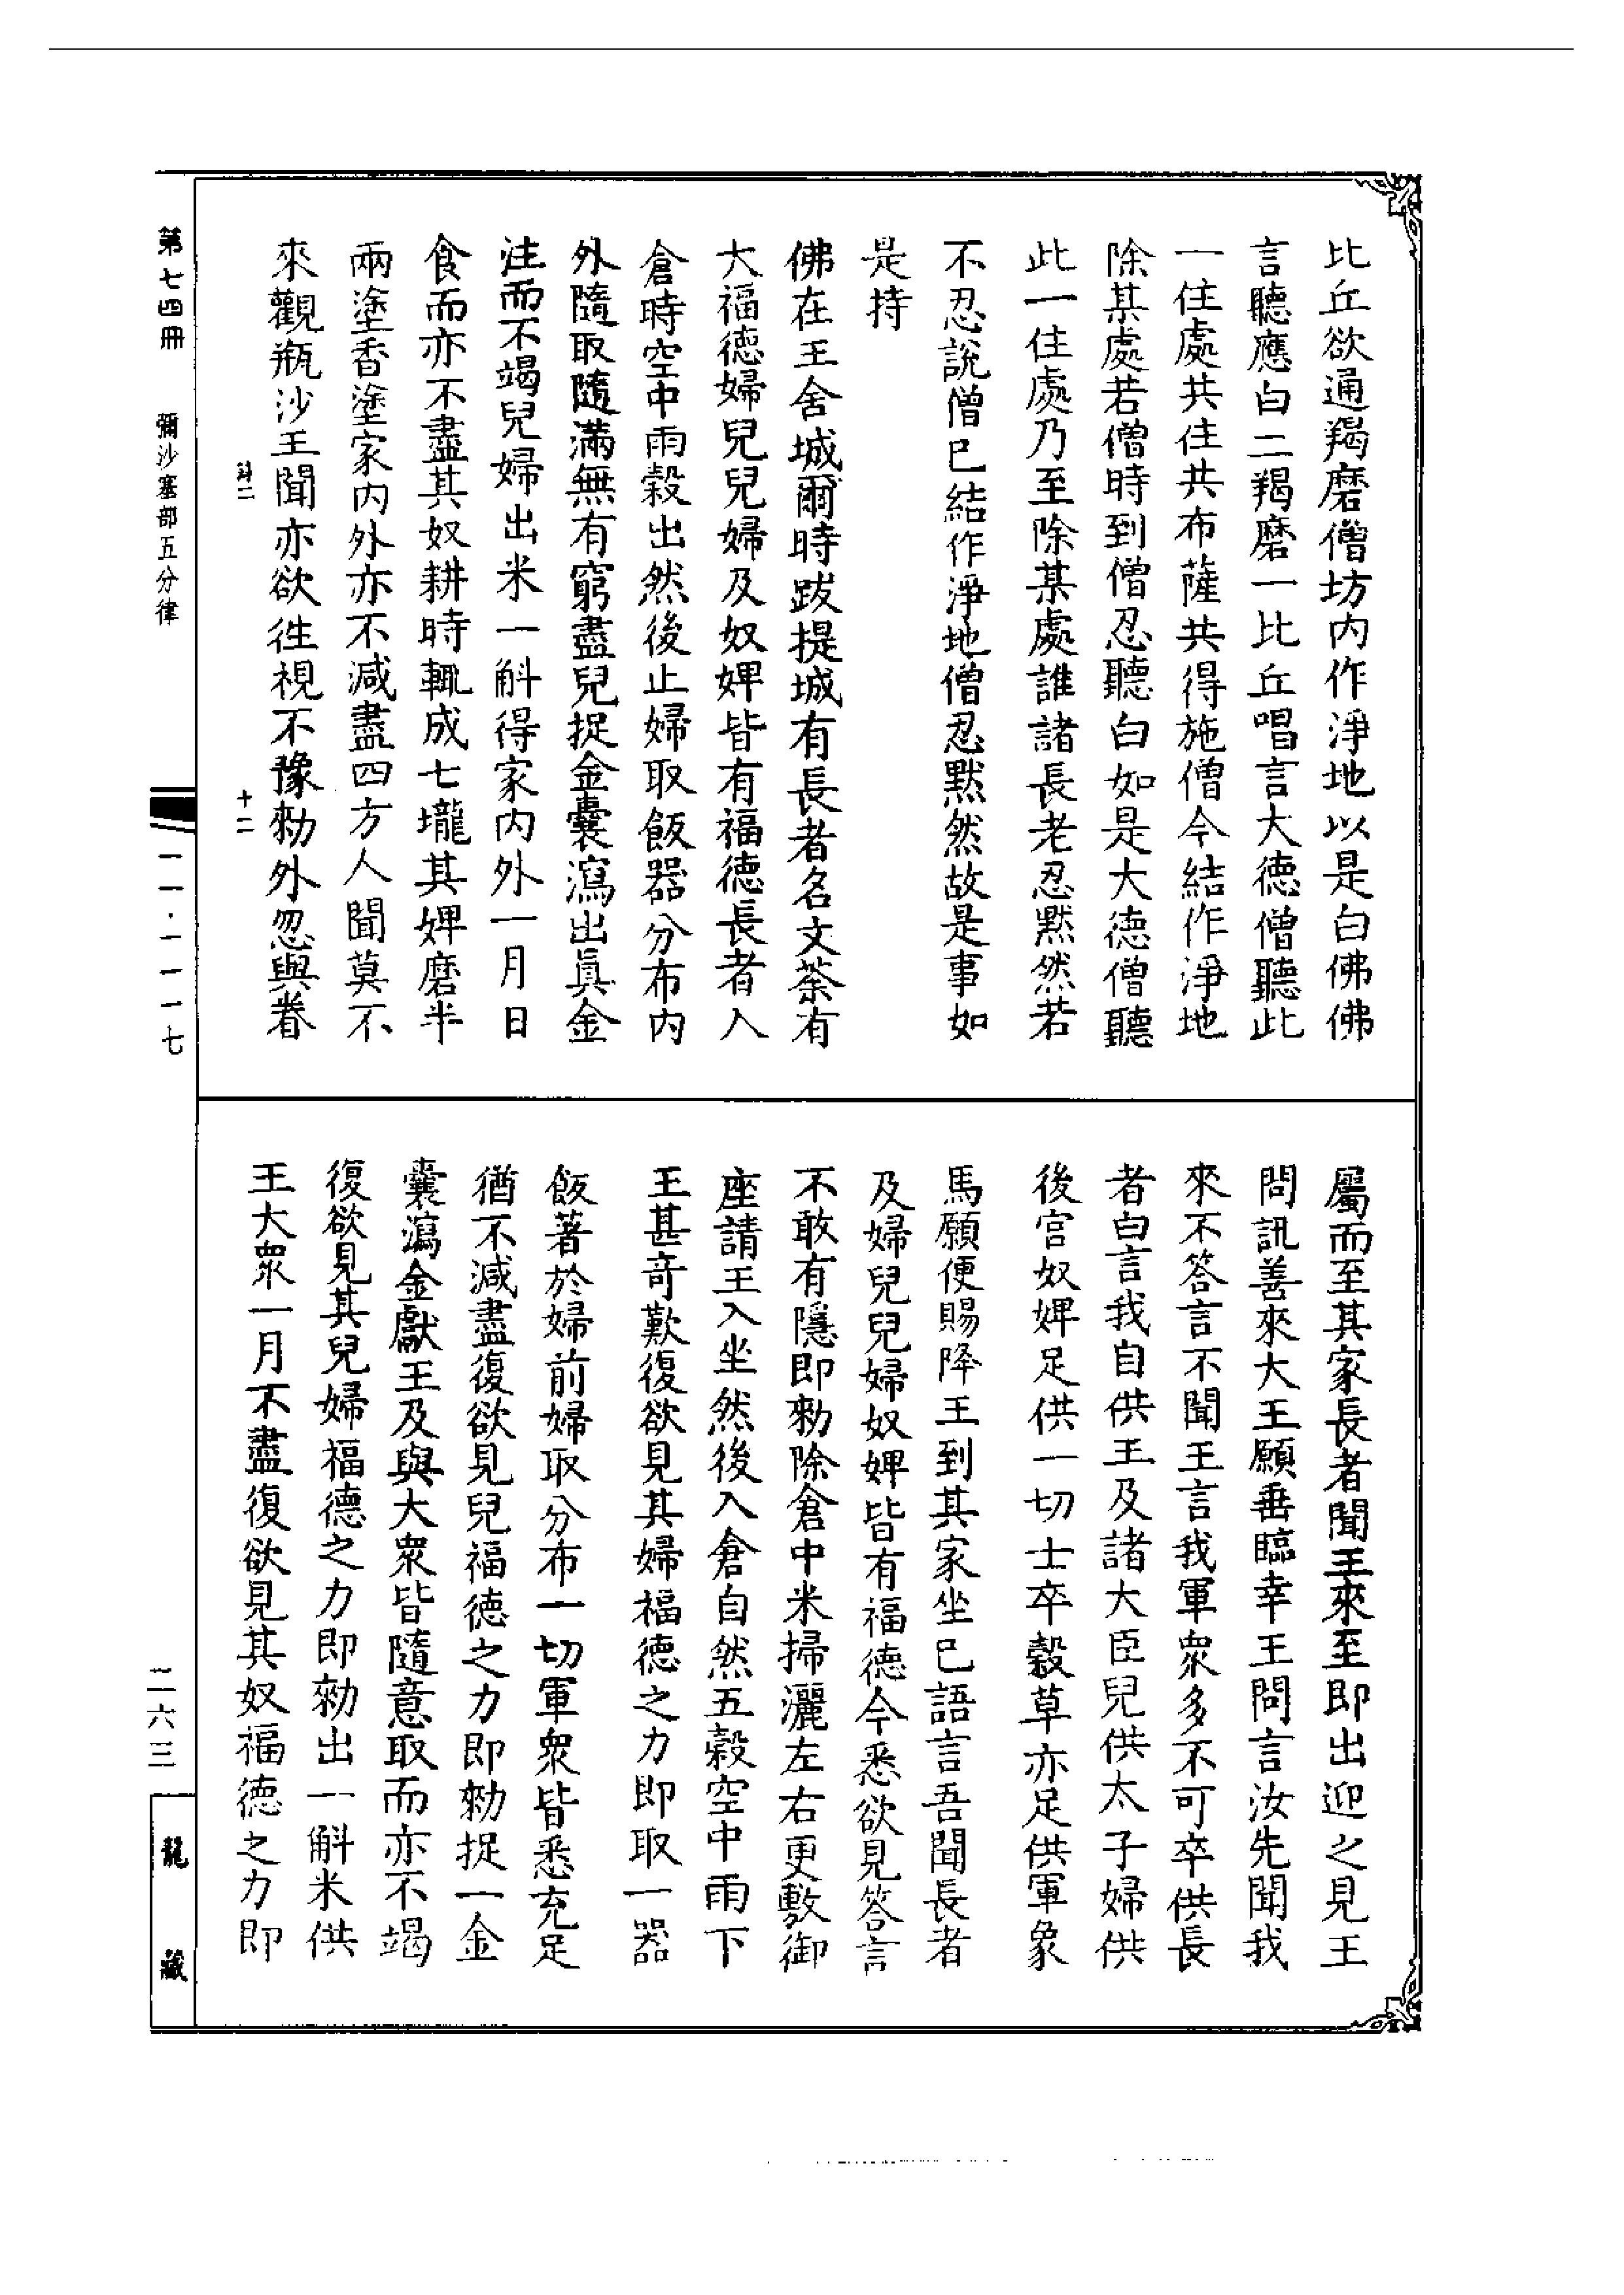 比丘欲通羯磨僧坊内作淨地以是白佛佛
言聽應白二羯磨一比丘唱言大德僧聽此
一住處共住共布薩共得施僧今結作淨地
除某處若僧時到僧忍聽白如是大德僧聽
此一住處乃至除某處誰諸長老忍默然若
不忍說僧已結作淨地僧忍默然故是事如
是持
佛在王舍城爾時跋提城有長者名文荼有
大福德婦兒兒婦及奴婢皆有福德長者入
倉時空中雨穀出然後止婦取飯器分布内
外隨取隨滿無有窮盡兒捉金囊瀉出真金
注而不竭兒婦出米一斛得家内外一月日
食而亦不盡其奴耕時輒成七壠其婢磨半
兩塗香塗家内外亦不減盡四方人聞莫不
來觀瓶沙王聞亦欲往視不豫勑外忽與眷
屬而至其家長者聞王來至即出迎之見王
問訊善來大王願垂臨幸王問言汝先聞我
來不答言不聞王言我軍衆多不可卒供長
者白言我自供王及諸大臣兒供太子婦供
後宫奴婢足供一切士卒穀草亦足供軍象
馬願便賜降王到其家坐已語言吾聞長者
及婦兒兒婦奴婢皆有福德今悉欲見答言
不敢有隱即勑除倉中米掃灑左右更敷御
座請王入坐然後入倉自然五穀空中雨下
王甚奇歎復欲見其婦福德之力即取一器
飯著於婦前婦取分布一切軍衆皆悉充足
猶不減盡復欲見兒福德之力即勑捉一金
囊瀉金獻王及與大衆皆隨意取而亦不竭
復欲見其兒婦福德之力即勑出一斛米供
王大衆一月不盡復欲見其奴福德之力即
十二
第七四冊 彌沙塞部五分律
一一·一一一七
二六三
龍藏